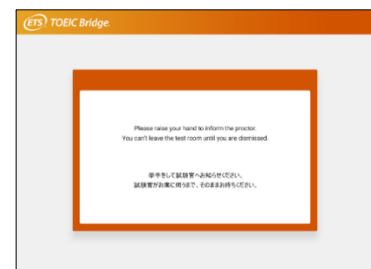 ETS TOEIC Bridge.
Please raise your hand to inform the proctor.
You can't leave the test room until you are dismissed.
挙手をして試験官へお知らせください。
試験官がお席に伺うまで、そのままお待ちください。